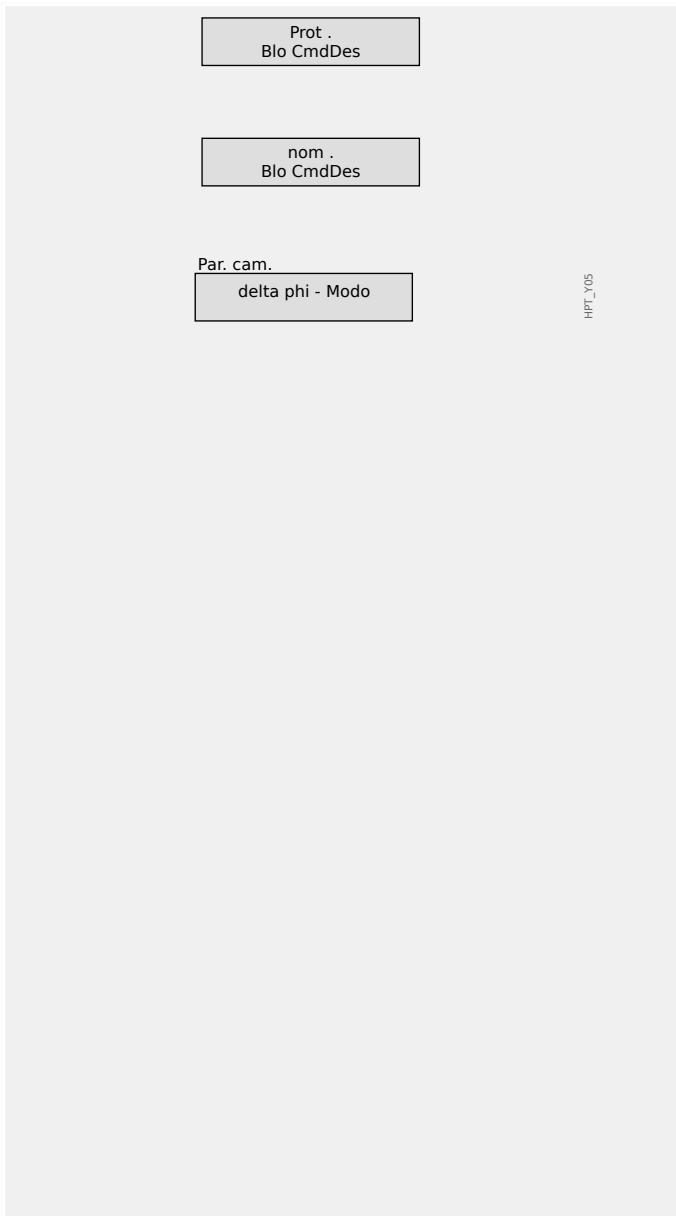 Prot .
Blo CmdDes
nom .
Blo CmdDes
Par. cam.
delta phi - Modo
HPT_Y05